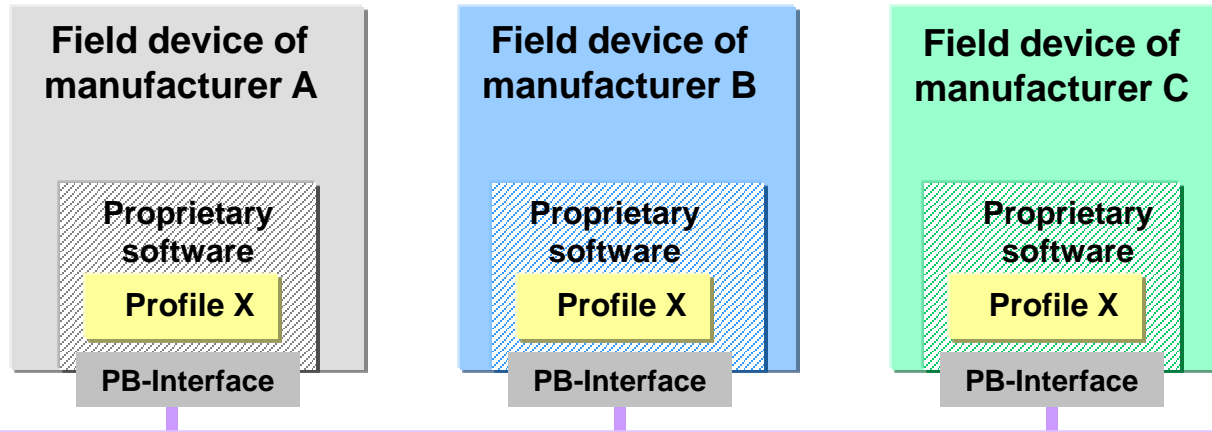 Field device of
manufacturer A
Proprietary
software
Profile X
PB-Interface
Field device of
manufacturer B
Proprietary
software
Profile X
PB-Interface
Field device of
manufacturer C
Proprietary
software
Profile X
PB-Interface